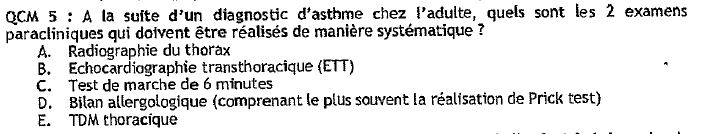 QCM 5 : A la suite d'un diagnostic d'asthme chez l'adulte, quels sont les 2 examens
paracliniques qui doivent être réalisés de manière systématique ?
A. Radiographie du thorax
B. Echocardiographie transthoracique (ETT)
C. Test de marche de 6 minutes
D. Bilan allergologique (comprenant le plus souvent la réalisation de Prick test)
E. TDM thoracique